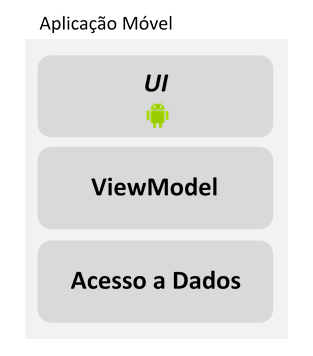 Aplicação Móvel
UI
ViewModel
Acesso a Dados